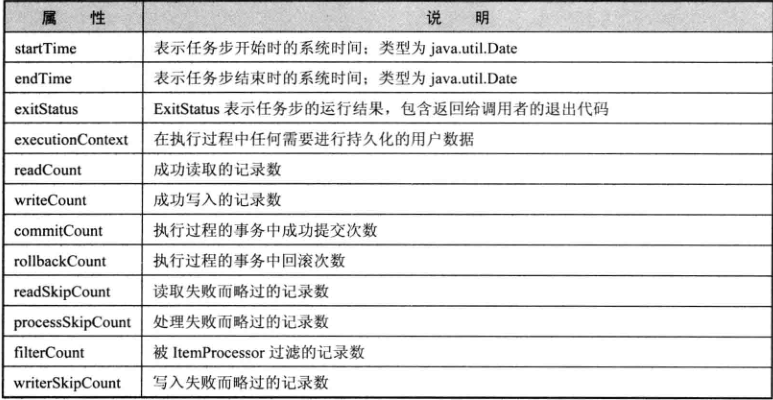 属 性 说 明
startTime 表示任务步开始时的系统时间；类型为 java.util.Date
endTime 表示任务步结束时的系统时间；类型为 java.util.Date
exitStatus ExitStatus 表示任务步的运行结果，包含返回给调用者的退出代码
executionContext 在执行过程中任何需要进行持久化的用户数据
readCount 成功读取的记录数
writeCount 成功写入的记录数
commitCount 执行过程的事务中成功提交次数
rollbackCount 执行过程的事务中回滚次数
readSkipCount 读取失败而略过的记录数
processSkipCount 处理失败而略过的记录数
filterCount 被 ItemProcessor 过滤的记录数
writerSkipCount 写入失败而略过的记录数